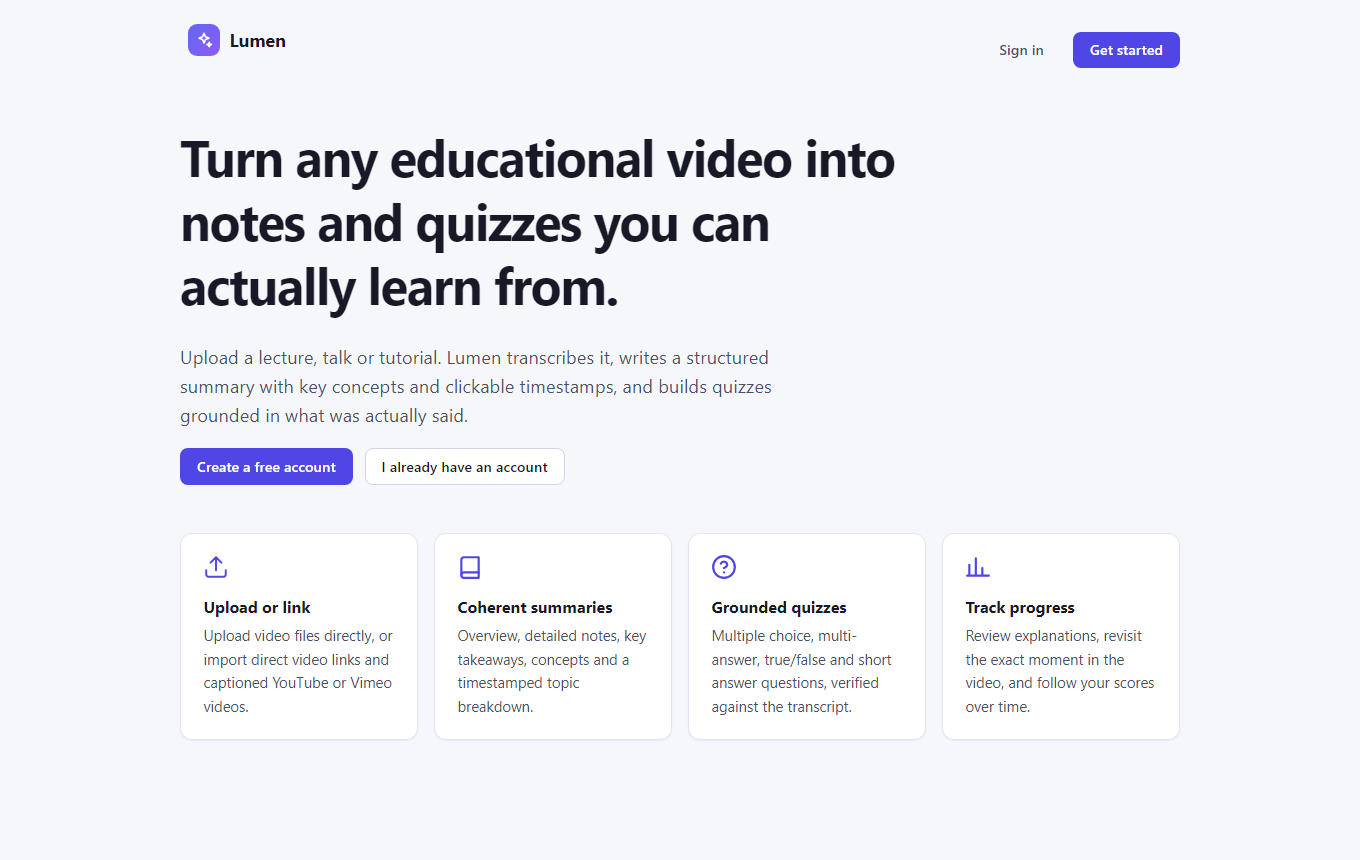 Lumen
Sign in
Get started
Turn any educational video into
notes and quizzes you can
actually learn from.
Upload a lecture, talk or tutorial. Lumen transcribes it, writes a structured
summary with key concepts and clickable timestamps, and builds quizzes
grounded in what was actually said.
Create a free account
I already have an account
Upload or link
Upload video files directly, or
import direct video links and
captioned YouTube or Vimeo
videos.
Coherent summaries
Overview, detailed notes, key
takeaways, concepts and a
timestamped topic
breakdown.
Grounded quizzes
Multiple choice, multi-
answer, true/false and short
answer questions, verified
against the transcript.
Track progress
Review explanations, revisit
the exact moment in the
video, and follow your scores
over time.